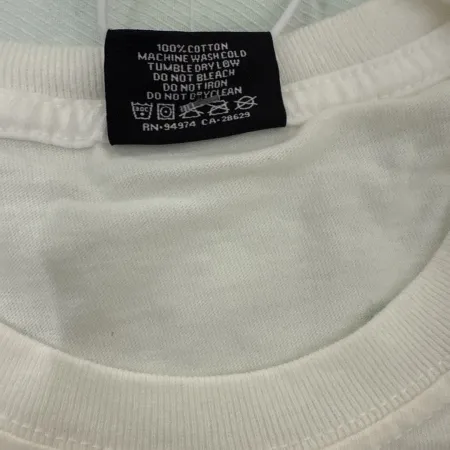 100% COTTON
MACHINE WASH COLD
TUMBLE DRY LOW
DO NOT BLEACH
DO NOT IRON
DO NOT DRYCLEAN
30C
RN·94974 CA·28629